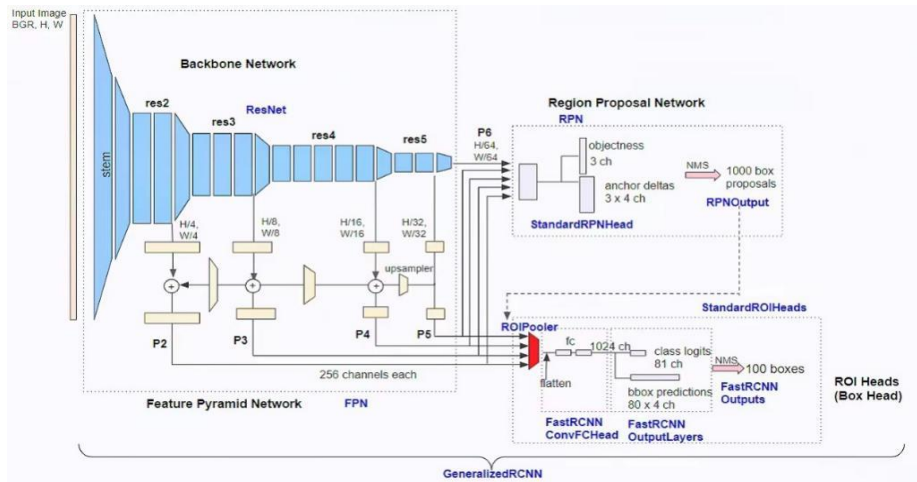 Input Image
BGR, H, W
Backbone Network
ResNet
stem
res2
res3
res4
res5
P6
H/64,
W/64
Region Proposal Network
RPN
objectness
3 ch
anchor deltas
3 x 4 ch
StandardRPNHead
NMS
1000 box
proposals
RPNOutput
H/4,
W/4
H/8,
W/8
H/16,
W/16
H/32,
W/32
upsampler
P2
P3
P4
P5
256 channels each
Feature Pyramid Network
FPN
StandardROIHeads
ROIPooler
flatten
fc
1024 ch
class logits
81 ch
bbox predictions
80 x 4 ch
FastRCNN
ConvFCHead
FastRCNN
OutputLayers
NMS
100 boxes
FastRCNN
Outputs
ROI Heads
(Box Head)
GeneralizedRCNN